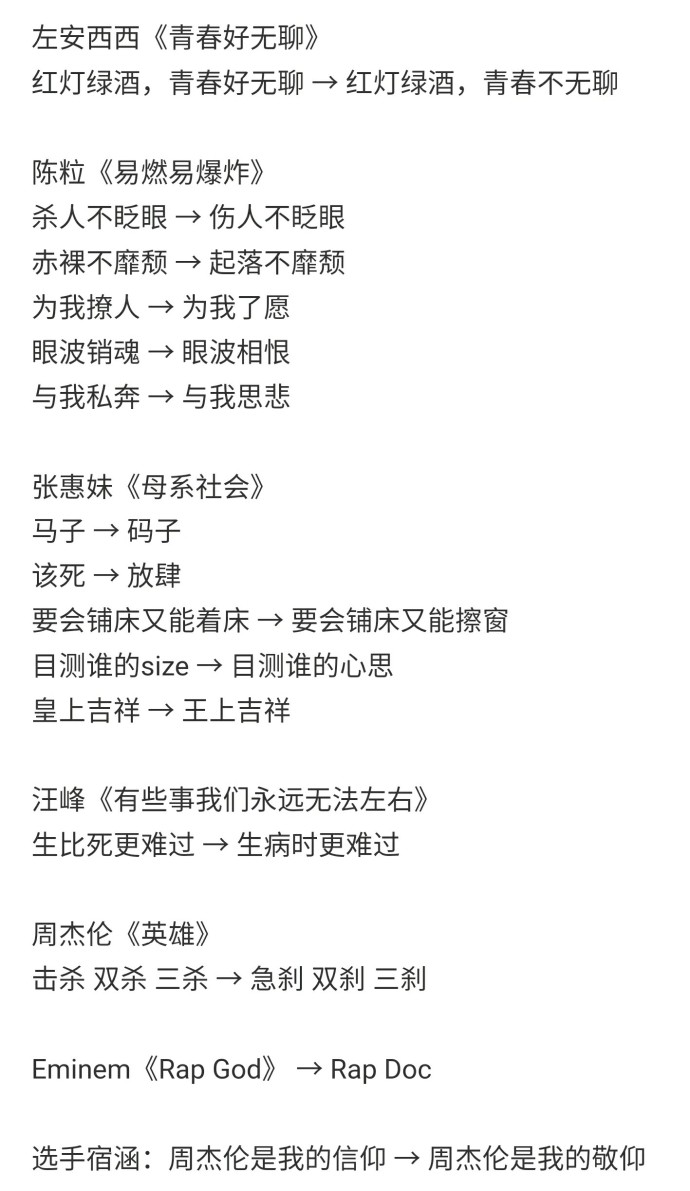 左安西西《青春好无聊》
红灯绿酒，青春好无聊 → 红灯绿酒，青春不无聊
陈粒《易燃易爆炸》
杀人不眨眼 → 伤人不眨眼
赤裸不靡颓 → 起落不靡颓
为我撩人 → 为我了愿
眼波销魂 → 眼波相恨
与我私奔 → 与我思悲
张惠妹《母系社会》
马子 → 码子
该死 → 放肆
要会铺床又能着床 → 要会铺床又能擦窗
目测谁的size → 目测谁的心思
皇上吉祥 → 王上吉祥
汪峰《有些事我们永远无法左右》
生比死更难过 → 生病时更难过
周杰伦《英雄》
击杀 双杀 三杀 → 急刹 双刹 三刹
Eminem《Rap God》 → Rap Doc
选手宿涵：周杰伦是我的信仰 → 周杰伦是我的敬仰